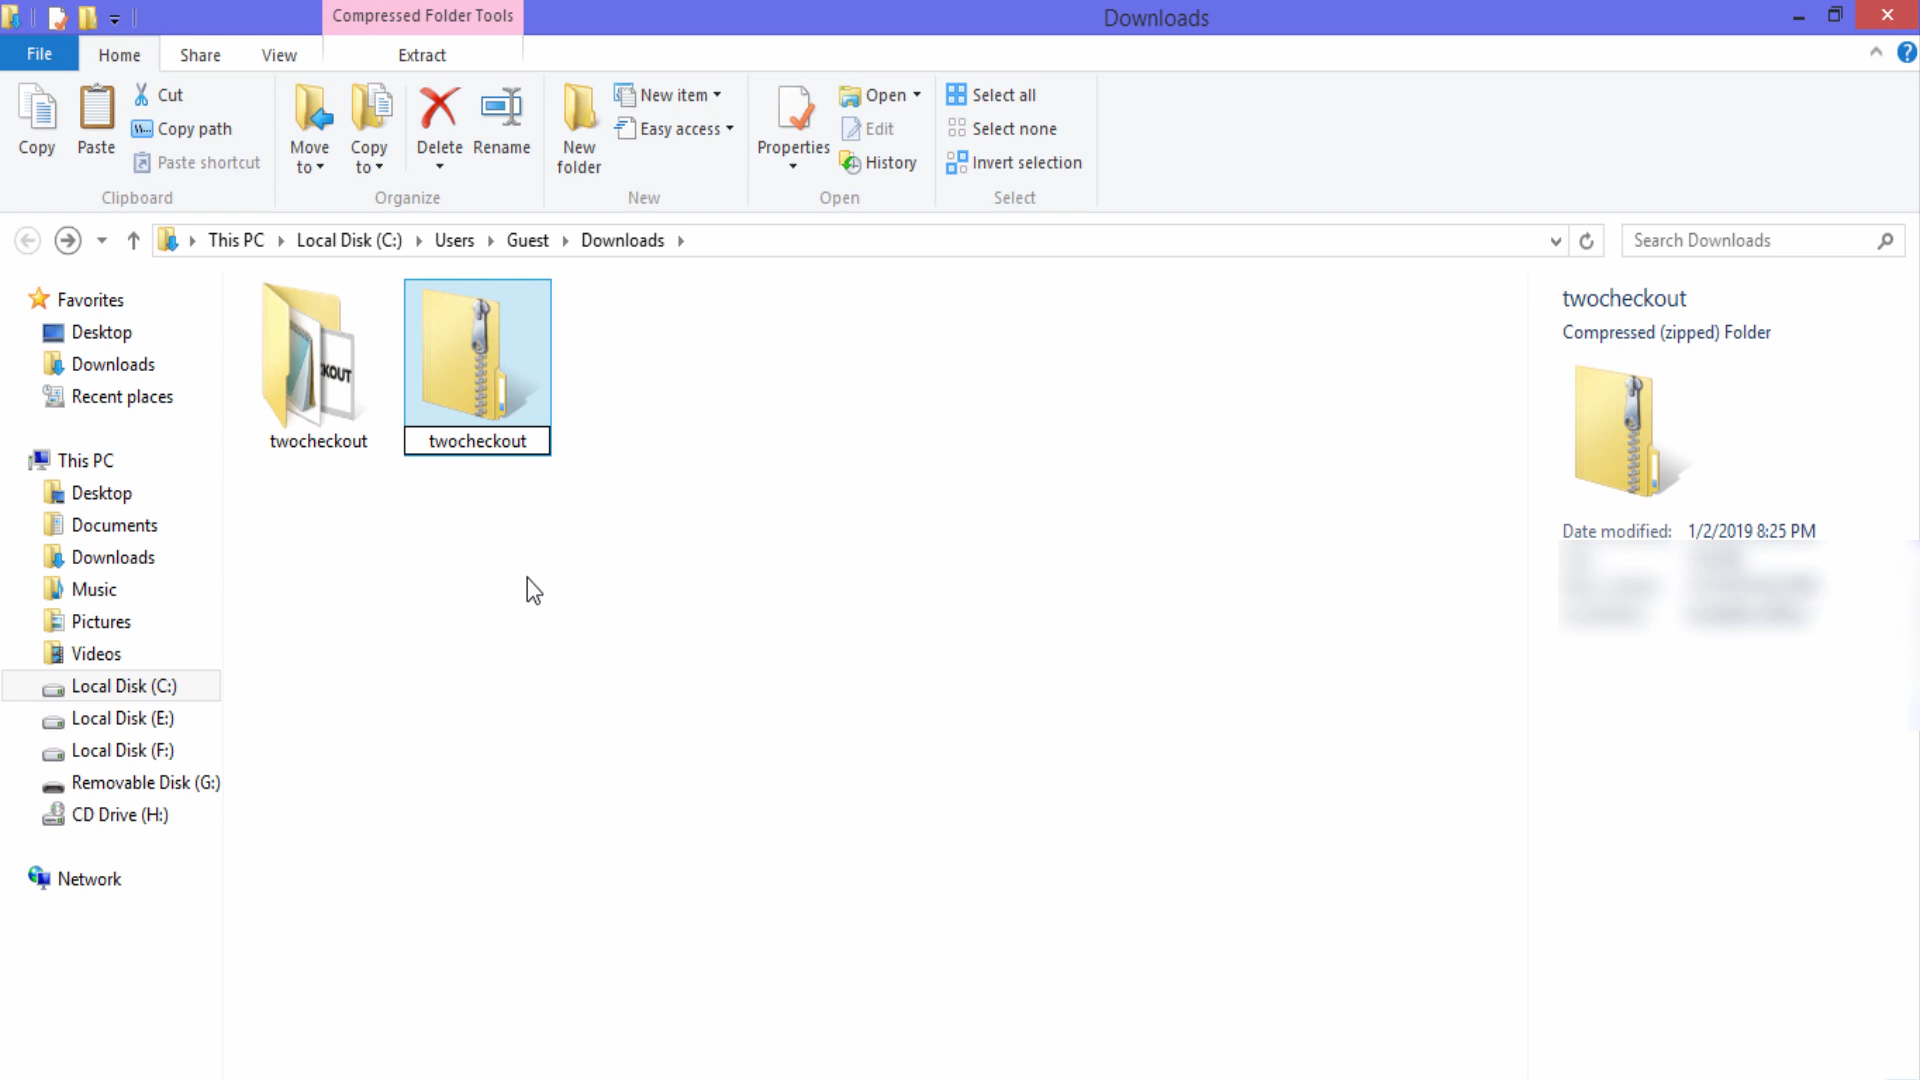 Compressed Folder Tools
Downloads
File
Home
Share
View
Extract
Copy
Paste
Cut
Copy path
Paste shortcut
Clipboard
Move to
Copy to
Delete
Rename
Organize
New folder
New item
Easy access
New
Properties
Open
Edit
History
Open
Select all
Select none
Invert selection
Select
This PC
Local Disk (C:)
Users
Guest
Downloads
Search Downloads
Favorites
Desktop
Downloads
Recent places
This PC
Desktop
Documents
Downloads
Music
Pictures
Videos
Local Disk (C:)
Local Disk (E:)
Local Disk (F:)
Removable Disk (G:)
CD Drive (H:)
Network
KOUT
twocheckout
twocheckout
twocheckout
Compressed (zipped) Folder
Date modified: 1/2/2019 8:25 PM